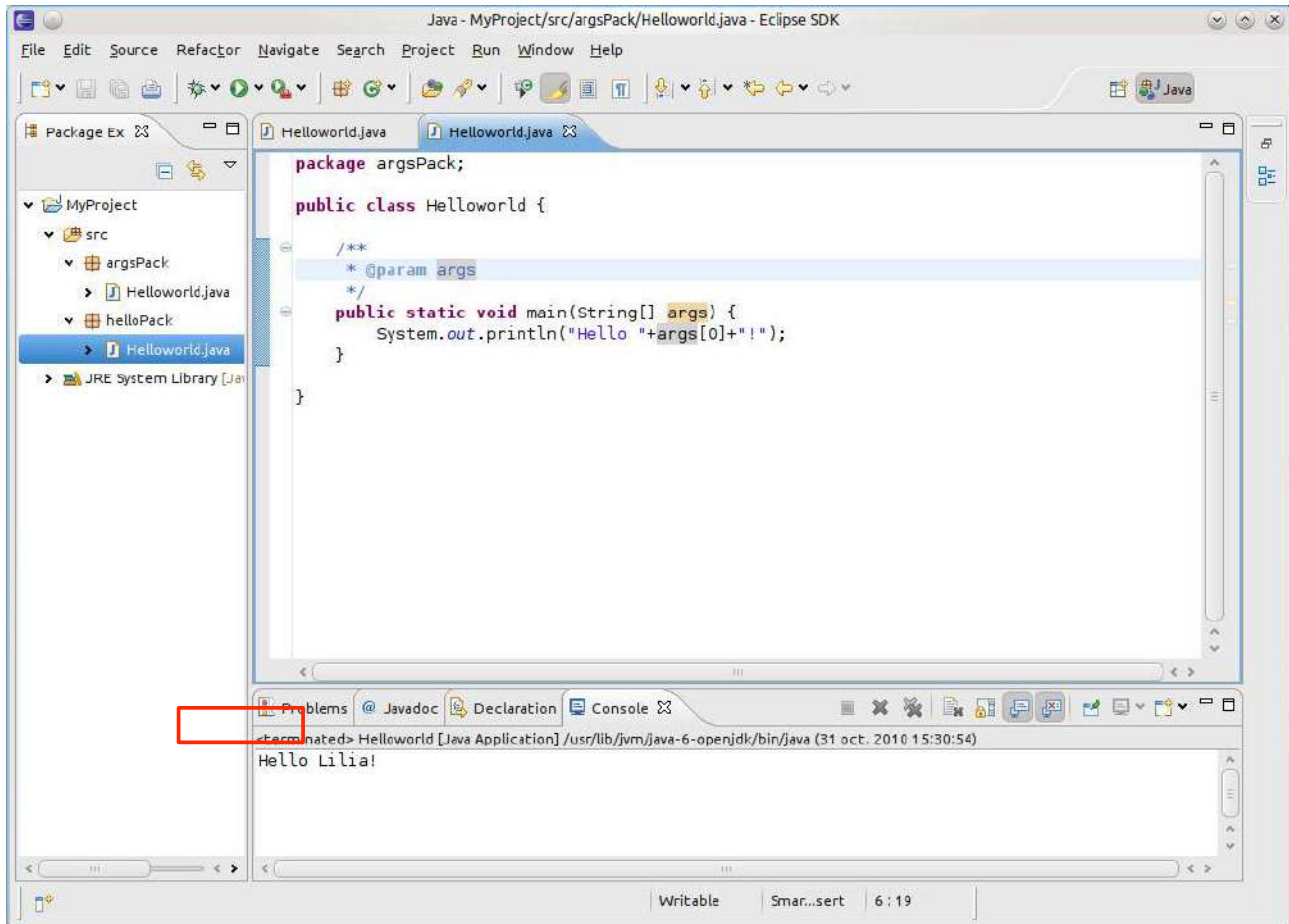 Java - MyProject/src/argsPack/Helloworld.java - Eclipse SDK
File Edit Source Refactor Navigate Search Project Run Window Help
Java
Package Ex
Helloworld.java Helloworld.java
MyProject
src
argsPack
Helloworld.java
helloPack
Helloworld.java
JRE System Library [Jav
package argsPack;
public class Helloworld {
/**
* @param args
*/
public static void main(String[] args) {
System.out.println("Hello "+args[0]+"!");
}
}
Problems @ Javadoc Declaration Console
<terminated> Helloworld [Java Application] /usr/lib/jvm/java-6-openjdk/bin/java (31 oct. 2010 15:30:54)
Hello Lilia!
Writable Smar...sert 6 : 19